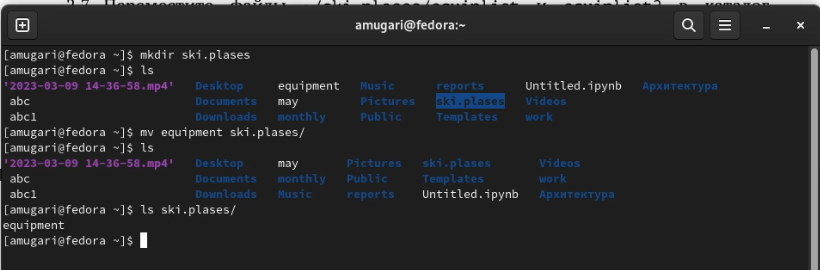 2.7. Переместите файлы ~/ski.plases/equiplist и equiplist2 в каталог
amugari@fedora:~
[amugari@fedora ~]$ mkdir ski.plases
[amugari@fedora ~]$ ls
'2023-03-09 14-36-58.mp4' Desktop equipment Music reports Untitled.ipynb Архитектура
abc Documents may Pictures ski.plases Videos
abc1 Downloads monthly Public Templates work
[amugari@fedora ~]$ mv equipment ski.plases/
[amugari@fedora ~]$ ls
'2023-03-09 14-36-58.mp4' Desktop may Pictures ski.plases Videos
abc Documents monthly Public Templates work
abc1 Downloads Music reports Untitled.ipynb Архитектура
[amugari@fedora ~]$ ls ski.plases/
equipment
[amugari@fedora ~]$